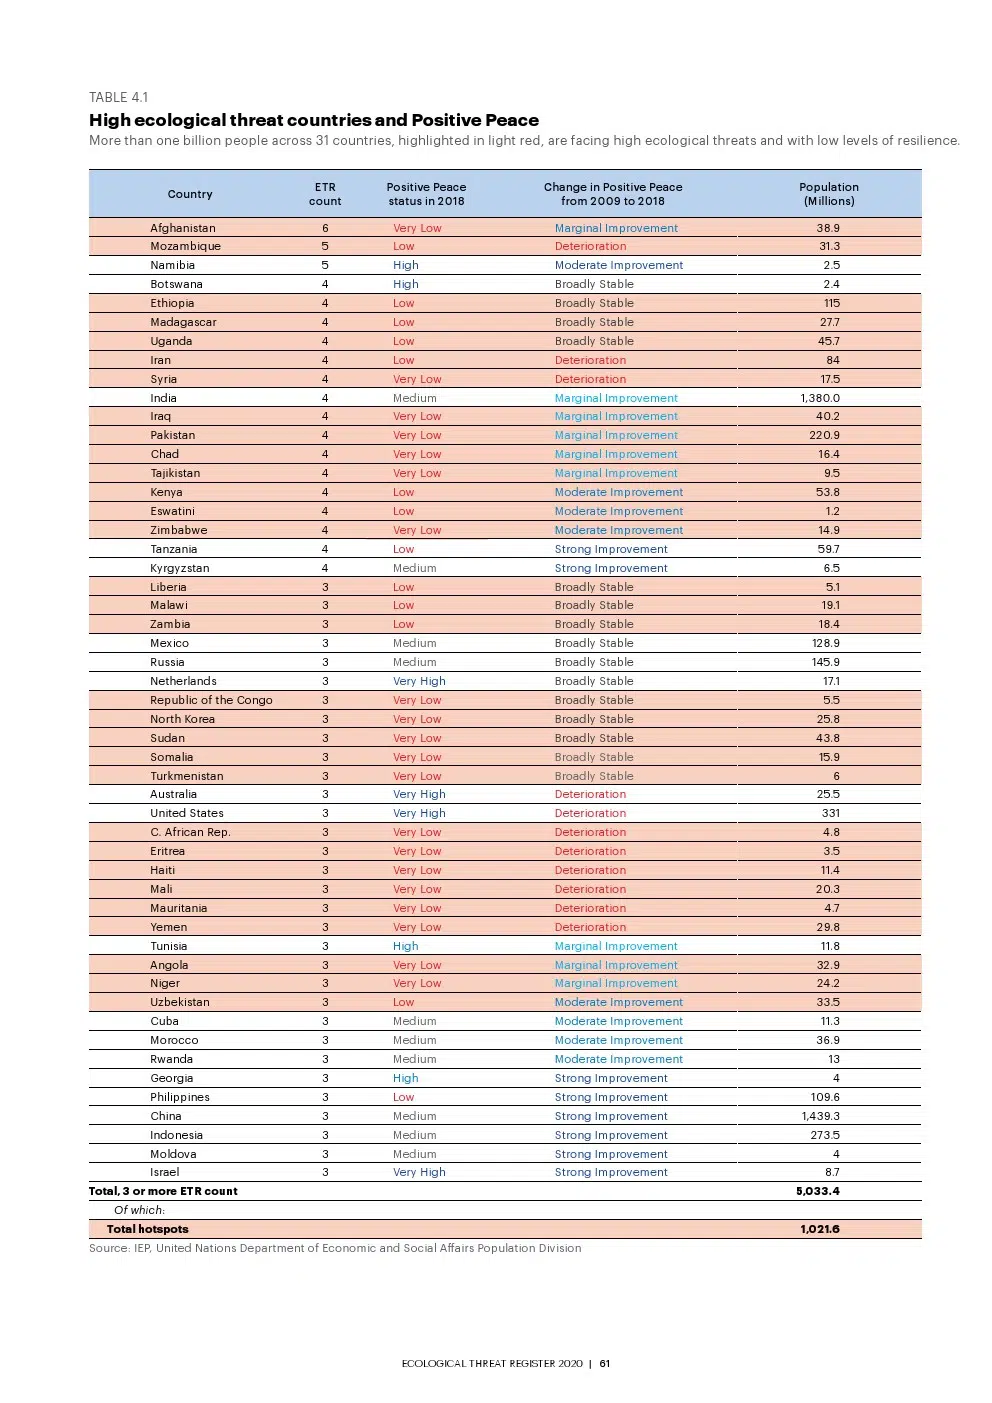 TABLE 4.1
High ecological threat countries and Positive Peace
More than one billion people across 31 countries, highlighted in light red, are facing high ecological threats and with low levels of resilience.
Country ETR count Positive Peace status in 2018 Change in Positive Peace from 2009 to 2018 Population (Millions)
Afghanistan 6 Very Low Marginal Improvement 38.9
Mozambique 5 Low Deterioration 31.3
Namibia 5 High Moderate Improvement 2.5
Botswana 4 High Broadly Stable 2.4
Ethiopia 4 Low Broadly Stable 115
Madagascar 4 Low Broadly Stable 27.7
Uganda 4 Low Broadly Stable 45.7
Iran 4 Low Deterioration 84
Syria 4 Very Low Deterioration 17.5
India 4 Medium Marginal Improvement 1,380.0
Iraq 4 Very Low Marginal Improvement 40.2
Pakistan 4 Very Low Marginal Improvement 220.9
Chad 4 Very Low Marginal Improvement 16.4
Tajikistan 4 Very Low Marginal Improvement 9.5
Kenya 4 Low Moderate Improvement 53.8
Eswatini 4 Low Moderate Improvement 1.2
Zimbabwe 4 Very Low Moderate Improvement 14.9
Tanzania 4 Low Strong Improvement 59.7
Kyrgyzstan 4 Medium Strong Improvement 6.5
Liberia 3 Low Broadly Stable 5.1
Malawi 3 Low Broadly Stable 19.1
Zambia 3 Low Broadly Stable 18.4
Mexico 3 Medium Broadly Stable 128.9
Russia 3 Medium Broadly Stable 145.9
Netherlands 3 Very High Broadly Stable 17.1
Republic of the Congo 3 Very Low Broadly Stable 5.5
North Korea 3 Very Low Broadly Stable 25.8
Sudan 3 Very Low Broadly Stable 43.8
Somalia 3 Very Low Broadly Stable 15.9
Turkmenistan 3 Very Low Broadly Stable 6
Australia 3 Very High Deterioration 25.5
United States 3 Very High Deterioration 331
C. African Rep. 3 Very Low Deterioration 4.8
Eritrea 3 Very Low Deterioration 3.5
Haiti 3 Very Low Deterioration 11.4
Mali 3 Very Low Deterioration 20.3
Mauritania 3 Very Low Deterioration 4.7
Yemen 3 Very Low Deterioration 29.8
Tunisia 3 High Marginal Improvement 11.8
Angola 3 Very Low Marginal Improvement 32.9
Niger 3 Very Low Marginal Improvement 24.2
Uzbekistan 3 Low Moderate Improvement 33.5
Cuba 3 Medium Moderate Improvement 11.3
Morocco 3 Medium Moderate Improvement 36.9
Rwanda 3 Medium Moderate Improvement 13
Georgia 3 High Strong Improvement 4
Philippines 3 Low Strong Improvement 109.6
China 3 Medium Strong Improvement 1,439.3
Indonesia 3 Medium Strong Improvement 273.5
Moldova 3 Medium Strong Improvement 4
Israel 3 Very High Strong Improvement 8.7
Total, 3 or more ETR count 5,033.4
Of which:
Total hotspots 1,021.6
Source: IEP, United Nations Department of Economic and Social Affairs Population Division
ECOLOGICAL THREAT REGISTER 2020 | 61